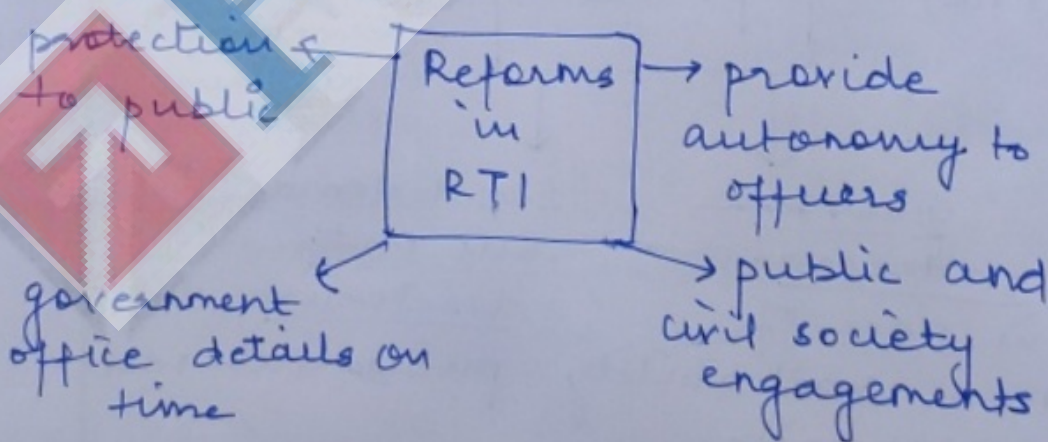 protection
to public
Reforms
in
RTI
provide
autonomy to
officers
government
office details on
time
public and
civil society
engagements